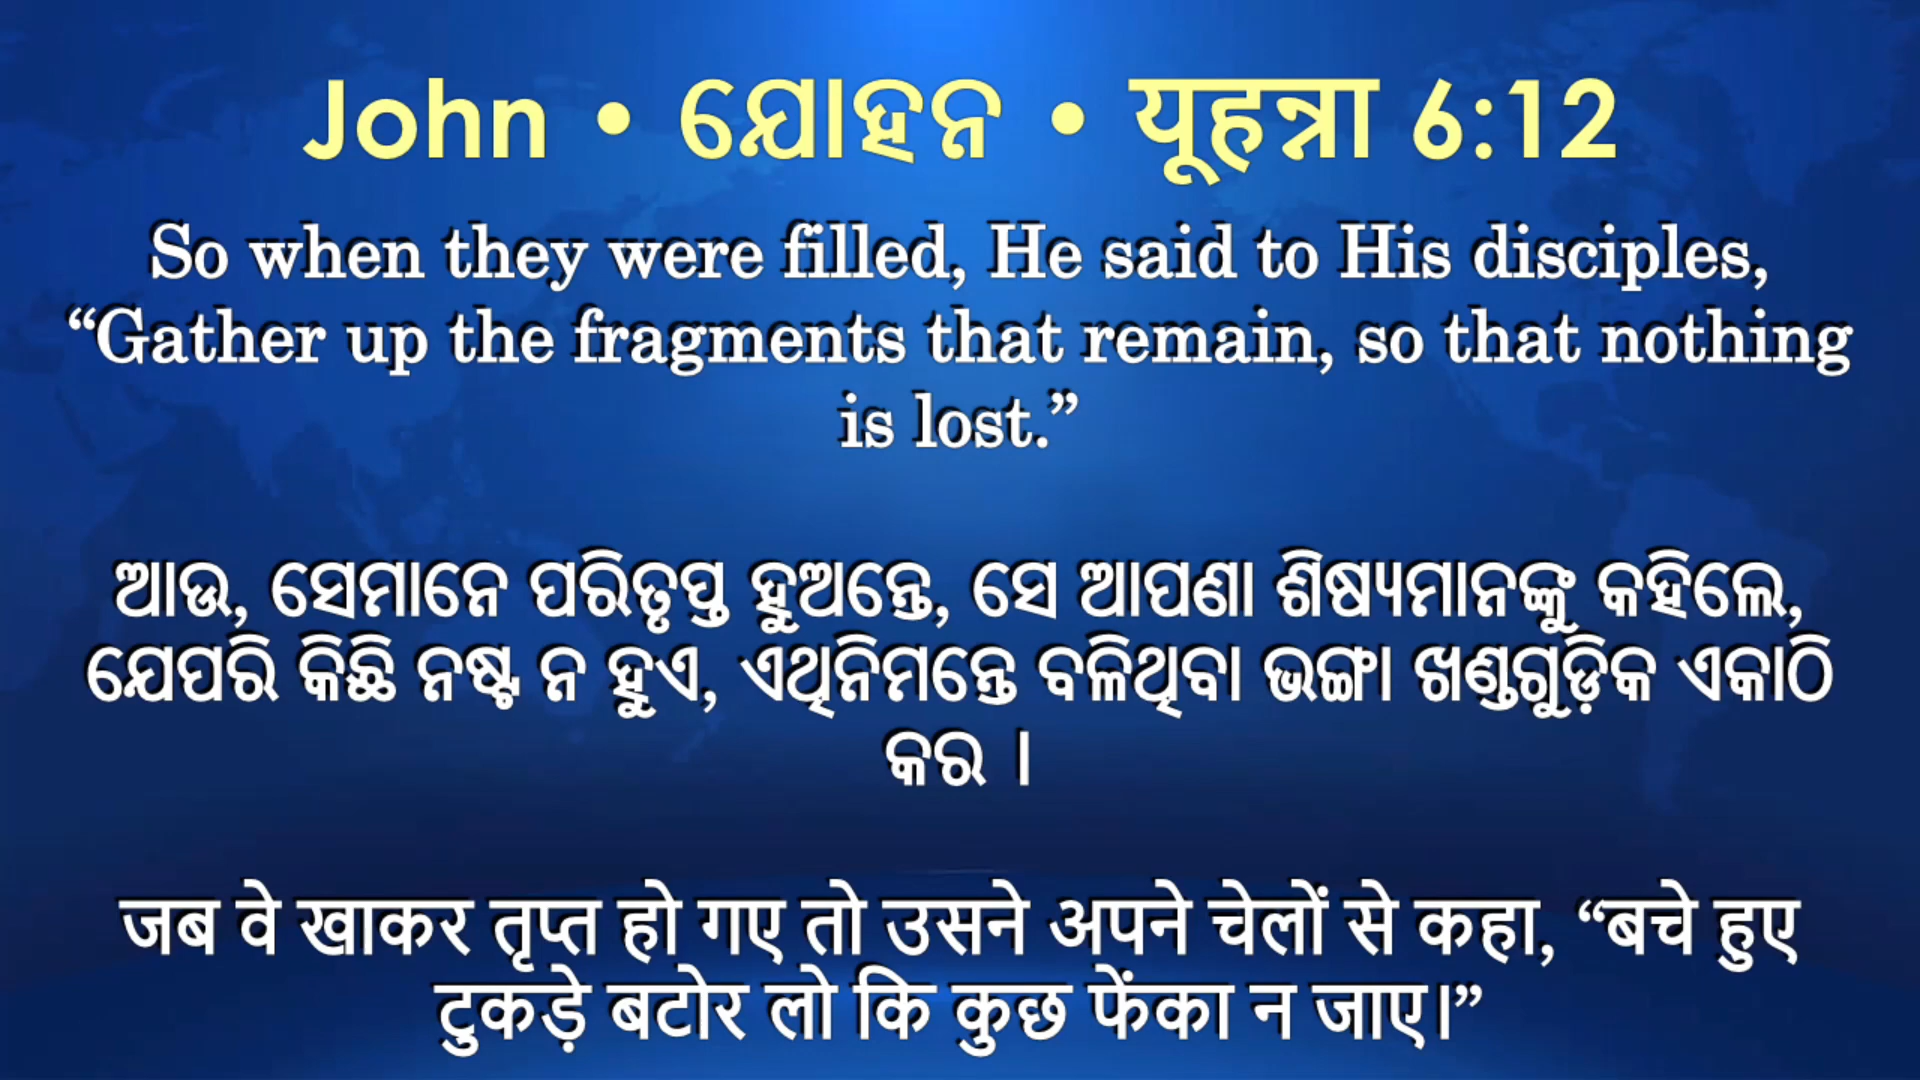 John • ଯୋହନ • यूहन्ना 6:12
So when they were filled, He said to His disciples,
“Gather up the fragments that remain, so that nothing
is lost.”
ଆଉ, ସେମାନେ ପରିତୃପ୍ତ ହୁଅନ୍ତେ, ସେ ଆପଣା ଶିଷ୍ୟମାନଙ୍କୁ କହିଲେ,
ଯେପରି କିଛି ନଷ୍ଟ ନ ହୁଏ, ଏଥିନିମନ୍ତେ ବଳିଥିବା ଭଙ୍ଗା ଖଣ୍ଡଗୁଡ଼ିକ ଏକାଠି
କର ।
जब वे खाकर तृप्त हो गए तो उसने अपने चेलों से कहा, “बचे हुए
टुकड़े बटोर लो कि कुछ फेंका न जाए।”